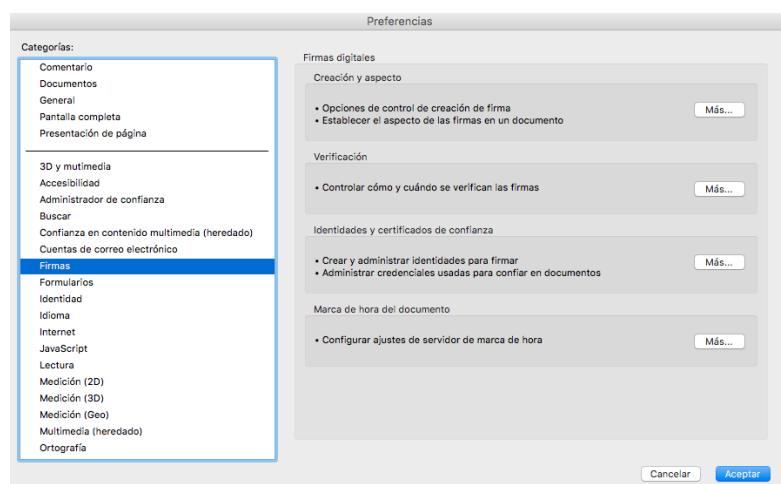 Preferencias
Categorías:
Comentario
Documentos
General
Pantalla completa
Presentación de página
3D y mutimedia
Accesibilidad
Administrador de confianza
Buscar
Confianza en contenido multimedia (heredado)
Cuentas de correo electrónico
Firmas
Formularios
Identidad
Idioma
Internet
JavaScript
Lectura
Medición (2D)
Medición (3D)
Medición (Geo)
Multimedia (heredado)
Ortografía
Firmas digitales
Creación y aspecto
• Opciones de control de creación de firma
• Establecer el aspecto de las firmas en un documento
Más...
Verificación
• Controlar cómo y cuándo se verifican las firmas
Más...
Identidades y certificados de confianza
• Crear y administrar identidades para firmar
• Administrar credenciales usadas para confiar en documentos
Más...
Marca de hora del documento
• Configurar ajustes de servidor de marca de hora
Más...
Cancelar
Aceptar